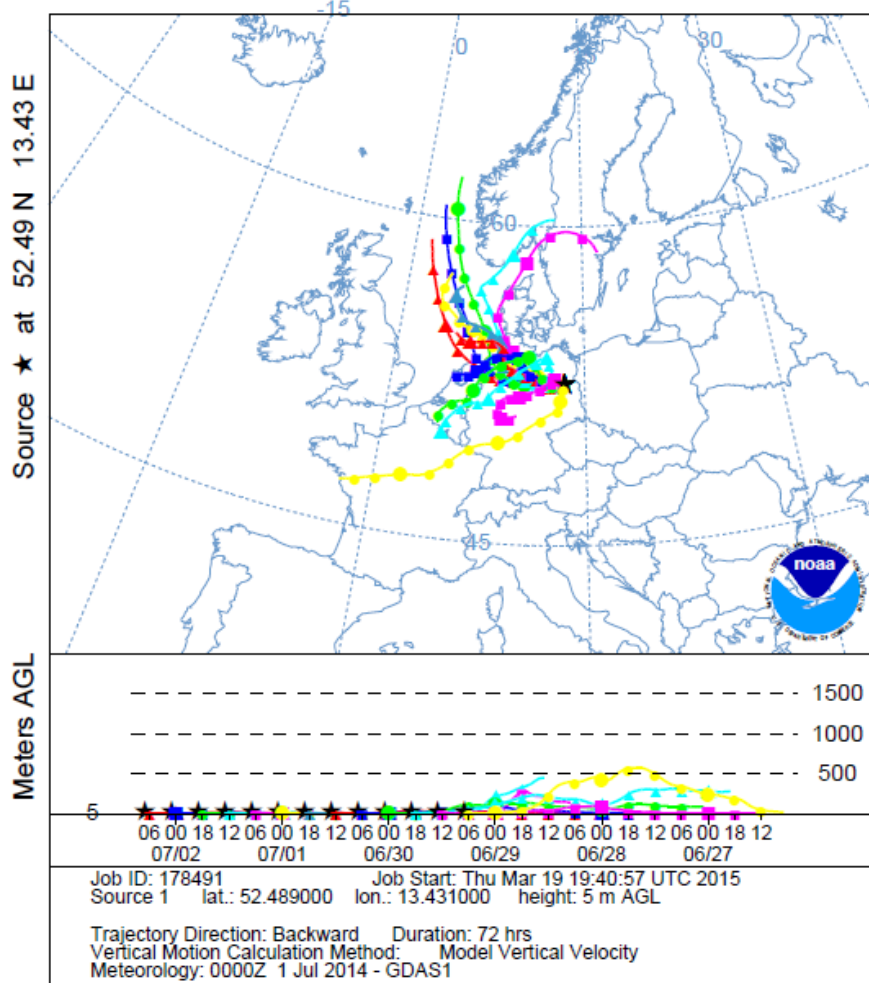 -15
0
30
60
45
Source ★ at 52.49 N 13.43 E
noaa
Meters AGL
1500
1000
500
5
06 00 18 12 06 00 18 12 06 00 18 12 06 00 18 12 06 00 18 12 06 00 18 12
07/02 07/01 06/30 06/29 06/28 06/27
Job ID: 178491 Job Start: Thu Mar 19 19:40:57 UTC 2015
Source 1 lat.: 52.489000 lon.: 13.431000 height: 5 m AGL
Trajectory Direction: Backward Duration: 72 hrs
Vertical Motion Calculation Method: Model Vertical Velocity
Meteorology: 0000Z 1 Jul 2014 - GDAS1